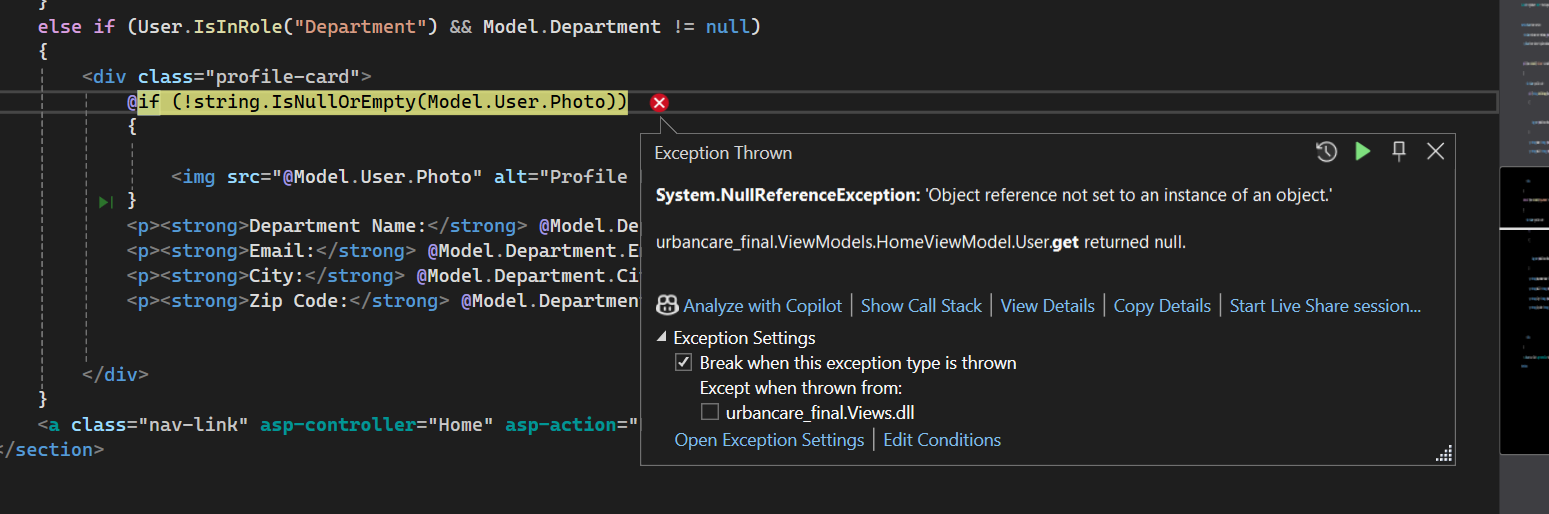 }
else if (User.IsInRole("Department") && Model.Department != null)
{
<div class="profile-card">
@if (!string.IsNullOrEmpty(Model.User.Photo))
{
<img src="@Model.User.Photo" alt="Profile
}
<p><strong>Department Name:</strong> @Model.De
<p><strong>Email:</strong> @Model.Department.E
<p><strong>City:</strong> @Model.Department.Ci
<p><strong>Zip Code:</strong> @Model.Department
</div>
}
<a class="nav-link" asp-controller="Home" asp-action="
/section>
Exception Thrown
System.NullReferenceException: 'Object reference not set to an instance of an object.'
urbancare_final.ViewModels.HomeViewModel.User.get returned null.
Analyze with Copilot | Show Call Stack | View Details | Copy Details | Start Live Share session...
Exception Settings
Break when this exception type is thrown
Except when thrown from:
urbancare_final.Views.dll
Open Exception Settings | Edit Conditions